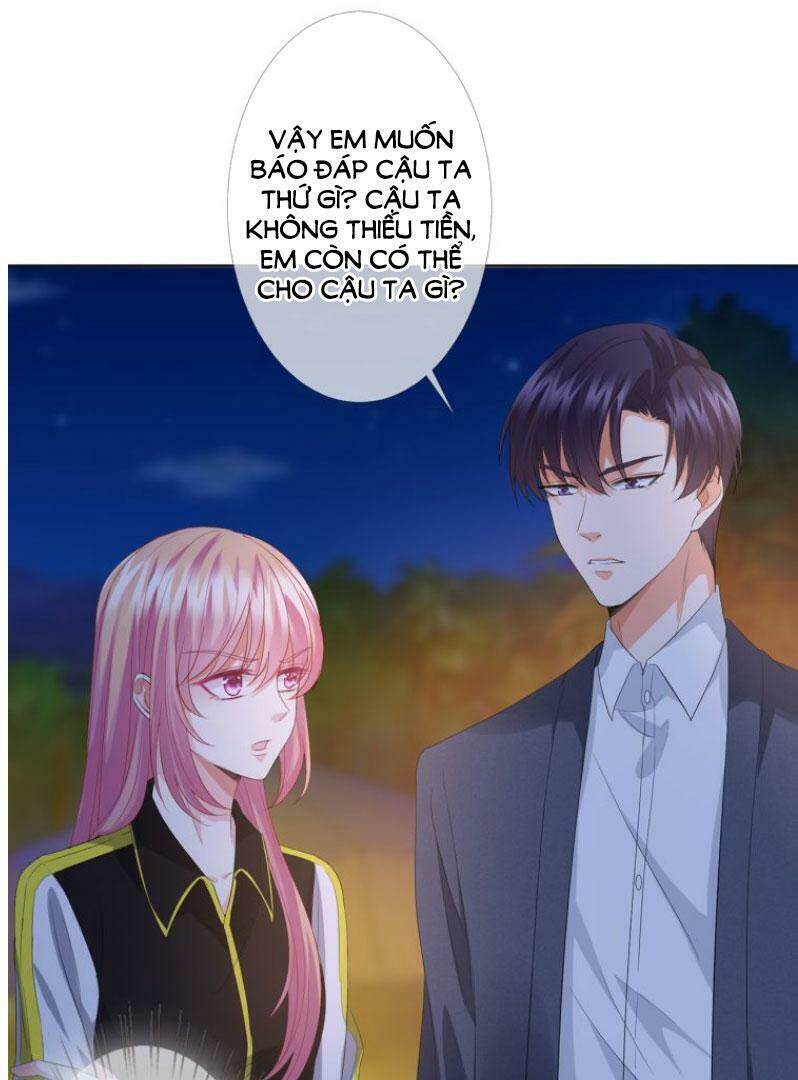 VẬY EM MUỐN
BÁO ĐÁP CẬU TA
THỨ GÌ? CẬU TA
KHÔNG THIẾU TIỀN,
EM CÒN CÓ THỂ
CHO CẬU TA GÌ?